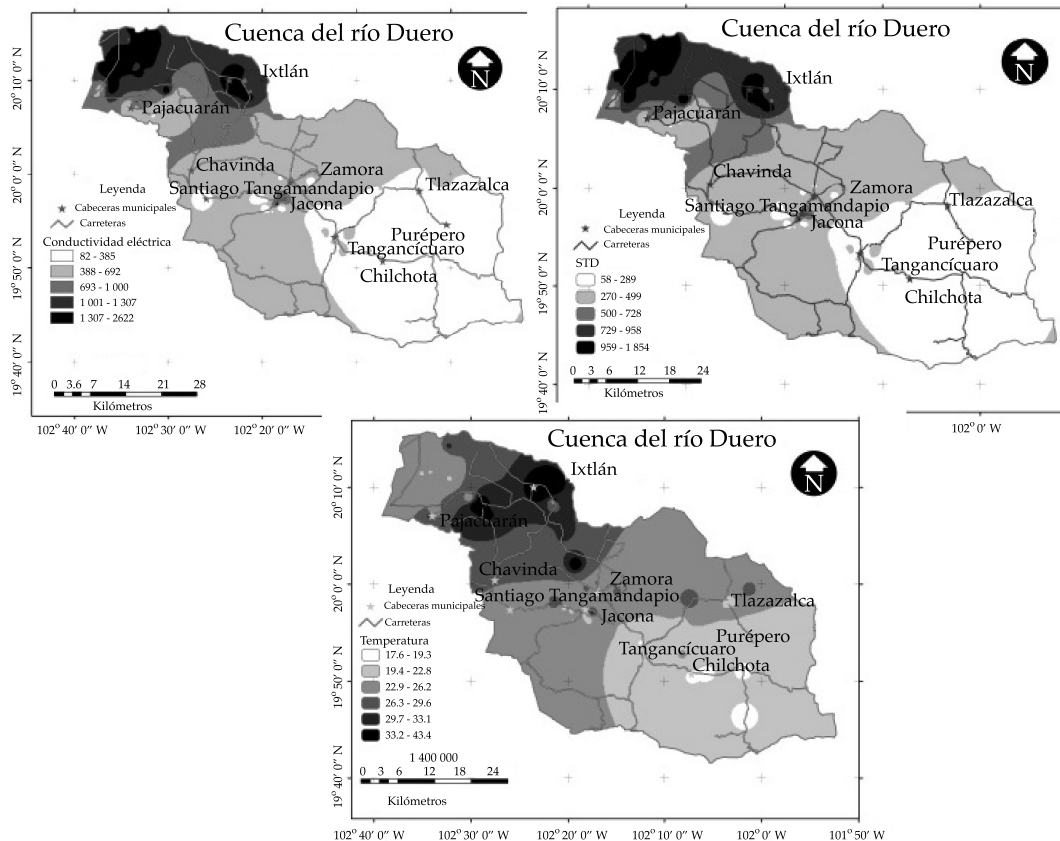 Cuenca del río Duero
N
Ixtlán
Pajacuarán
Chavinda
Zamora
Santiago Tangamandapio
Tlazazalca
Jacona
Purépero
Tangancícuaro
Chilchota
Leyenda
Cabeceras municipales
Carreteras
Conductividad eléctrica
82 - 385
388 - 692
693 - 1 000
1 001 - 1 307
1 307 - 2622
0 3.6 7 14 21 28
Kilómetros
20° 10' 0'' N
20° 0' 0'' N
19° 50' 0'' N
19° 40' 0'' N
102° 40' 0'' W
102° 30' 0'' W
102° 20' 0'' W
Cuenca del río Duero
N
Ixtlán
Pajacuarán
Chavinda
Zamora
Santiago Tangamandapio
Tlazazalca
Jacona
Purépero
Tangancícuaro
Chilchota
Leyenda
Cabeceras municipales
Carreteras
STD
58 - 289
270 - 499
500 - 728
729 - 958
959 - 1 854
0 3 6 12 18 24
Kilómetros
20° 10' 0'' N
20° 0' 0'' N
19° 50' 0'' N
19° 40' 0'' N
102° 0' W
Cuenca del río Duero
N
Ixtlán
Pajacuarán
Chavinda
Zamora
Santiago Tangamandapio
Tlazazalca
Jacona
Purépero
Tangancícuaro
Chilchota
Leyenda
Cabeceras municipales
Carreteras
Temperatura
17.6 - 19.3
19.4 - 22.8
22.9 - 26.2
26.3 - 29.6
29.7 - 33.1
33.2 - 43.4
1 400 000
0 3 6 12 18 24
Kilómetros
20° 10' 0'' N
20° 0' 0'' N
19° 50' 0'' N
19° 40' 0'' N
102° 40' 0'' W
102° 30' 0'' W
102° 20' 0'' W
102° 10' 0'' W
102° 0' W
101° 50' W